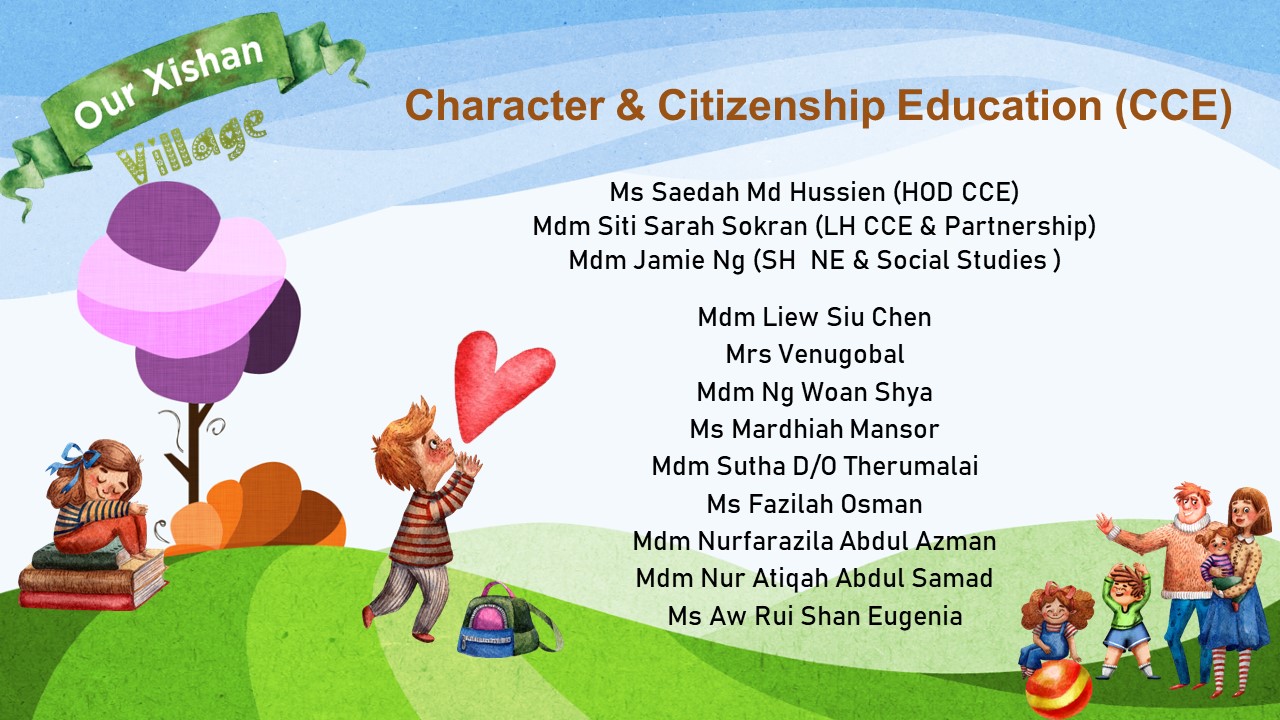 Our Xishan
Village
Character & Citizenship Education (CCE)
Ms Saedah Md Hussien (HOD CCE)
Mdm Siti Sarah Sokran (LH CCE & Partnership)
Mdm Jamie Ng (SH  NE & Social Studies )
Mdm Liew Siu Chen
Mrs Venugobal
Mdm Ng Woan Shya
Ms Mardhiah Mansor
Mdm Sutha D/O Therumalai
Ms Fazilah Osman
Mdm Nurfarazila Abdul Azman
Mdm Nur Atiqah Abdul Samad
Ms Aw Rui Shan Eugenia